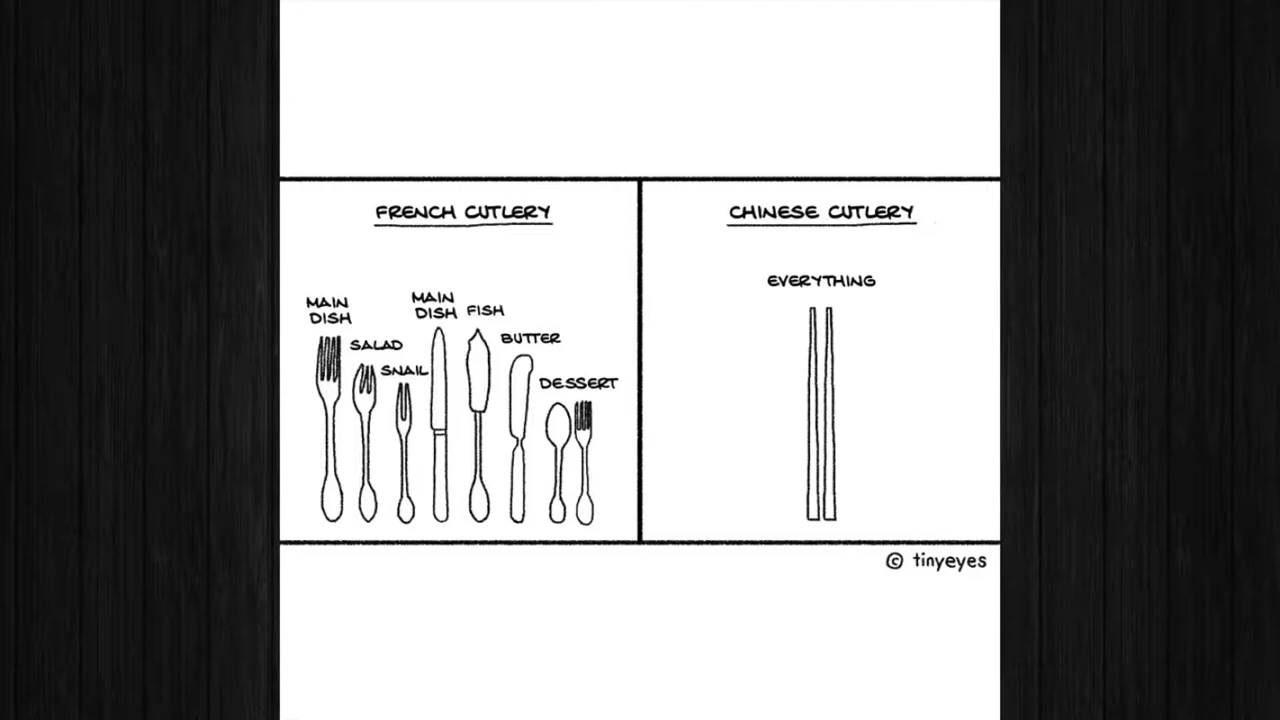 FRENCH CUTLERY
MAIN
DISH
SALAD
SNAIL
MAIN
DISH
FISH
BUTTER
DESSERT
CHINESE CUTLERY
EVERYTHING
© tinyeyes